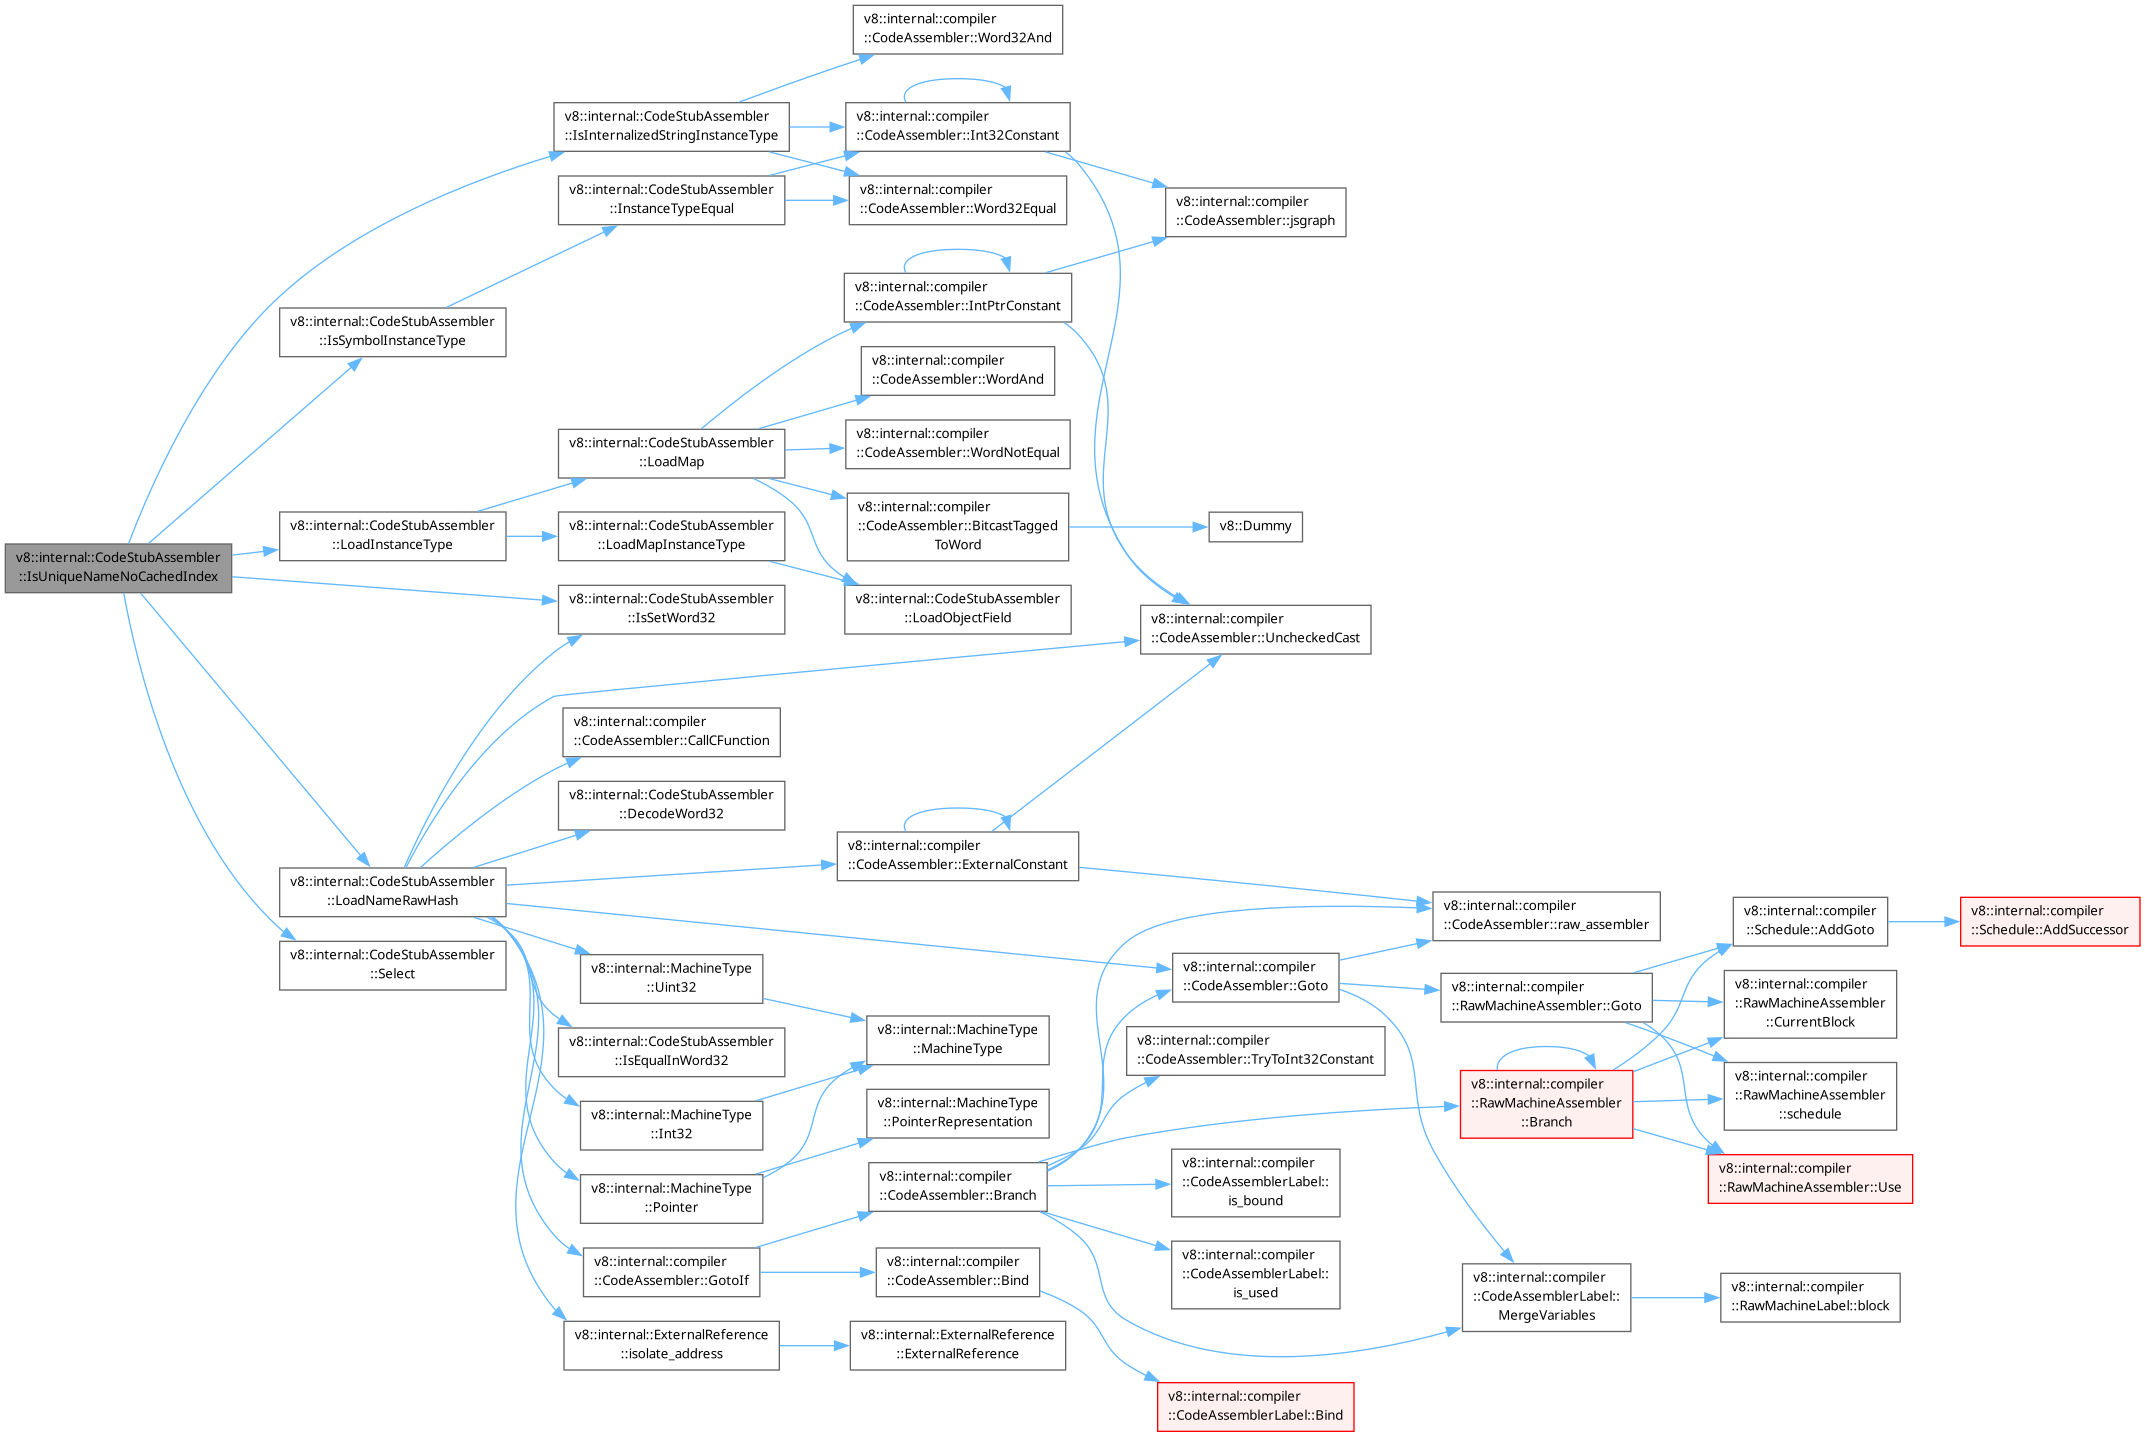 v8::internal::CodeStubAssembler
::IsUniqueNameNoCachedIndex
v8::internal::CodeStubAssembler
::IsSymbolInstanceType
v8::internal::CodeStubAssembler
::LoadInstanceType
v8::internal::CodeStubAssembler
::LoadNameRawHash
v8::internal::CodeStubAssembler
::Select
v8::internal::CodeStubAssembler
::IsInternalizedStringInstanceType
v8::internal::CodeStubAssembler
::InstanceTypeEqual
v8::internal::CodeStubAssembler
::LoadMap
v8::internal::CodeStubAssembler
::LoadMapInstanceType
v8::internal::CodeStubAssembler
::IsSetWord32
v8::internal::compiler
::CodeAssembler::CallCFunction
v8::internal::CodeStubAssembler
::DecodeWord32
v8::internal::MachineType
::Uint32
v8::internal::CodeStubAssembler
::IsEqualInWord32
v8::internal::MachineType
::Int32
v8::internal::MachineType
::Pointer
v8::internal::compiler
::CodeAssembler::GotoIf
v8::internal::ExternalReference
::isolate_address
v8::internal::compiler
::CodeAssembler::Word32And
v8::internal::compiler
::CodeAssembler::Int32Constant
v8::internal::compiler
::CodeAssembler::Word32Equal
v8::internal::compiler
::CodeAssembler::IntPtrConstant
v8::internal::compiler
::CodeAssembler::WordAnd
v8::internal::compiler
::CodeAssembler::WordNotEqual
v8::internal::compiler
::CodeAssembler::BitcastTagged
ToWord
v8::internal::CodeStubAssembler
::LoadObjectField
v8::internal::compiler
::CodeAssembler::ExternalConstant
v8::internal::MachineType
::MachineType
v8::internal::MachineType
::PointerRepresentation
v8::internal::compiler
::CodeAssembler::Branch
v8::internal::compiler
::CodeAssembler::Bind
v8::internal::ExternalReference
::ExternalReference
v8::internal::compiler
::CodeAssembler::jsgraph
v8::Dummy
v8::internal::compiler
::CodeAssembler::UncheckedCast
v8::internal::compiler
::CodeAssembler::Goto
v8::internal::compiler
::CodeAssembler::TryToInt32Constant
v8::internal::compiler
::CodeAssemblerLabel::
is_bound
v8::internal::compiler
::CodeAssemblerLabel::
is_used
v8::internal::compiler
::CodeAssemblerLabel::Bind
v8::internal::compiler
::CodeAssembler::raw_assembler
v8::internal::compiler
::RawMachineAssembler::Goto
v8::internal::compiler
::RawMachineAssembler
::Branch
v8::internal::compiler
::CodeAssemblerLabel::
MergeVariables
v8::internal::compiler
::Schedule::AddGoto
v8::internal::compiler
::RawMachineAssembler
::CurrentBlock
v8::internal::compiler
::RawMachineAssembler
::schedule
v8::internal::compiler
::RawMachineAssembler::Use
v8::internal::compiler
::RawMachineLabel::block
v8::internal::compiler
::Schedule::AddSuccessor